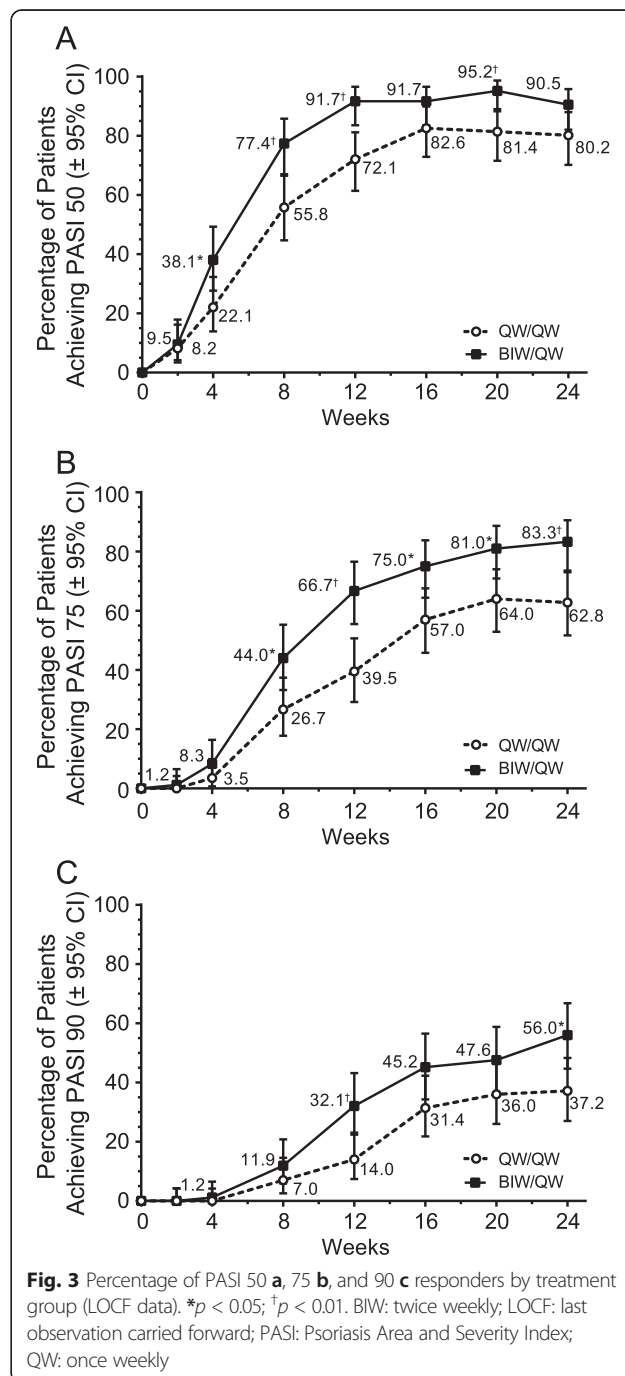 A
Percentage of Patients
Achieving PASI 50 (± 95% CI)
100
80
60
40
20
0
9.5
38.1*
77.4†
91.7†
91.7
95.2†
90.5
8.2
22.1
55.8
72.1
82.6
81.4
80.2
QW/QW
BIW/QW
0 4 8 12 16 20 24
Weeks
B
Percentage of Patients
Achieving PASI 75 (± 95% CI)
100
80
60
40
20
0
1.2
8.3
44.0*
66.7†
75.0*
81.0*
83.3†
3.5
26.7
39.5
57.0
64.0
62.8
QW/QW
BIW/QW
0 4 8 12 16 20 24
Weeks
C
Percentage of Patients
Achieving PASI 90 (± 95% CI)
100
80
60
40
20
0
1.2
11.9
32.1†
45.2
47.6
56.0*
7.0
14.0
31.4
36.0
37.2
QW/QW
BIW/QW
0 4 8 12 16 20 24
Weeks
Fig. 3 Percentage of PASI 50 a, 75 b, and 90 c responders by treatment
group (LOCF data). *p < 0.05; †p < 0.01. BIW: twice weekly; LOCF: last
observation carried forward; PASI: Psoriasis Area and Severity Index;
QW: once weekly